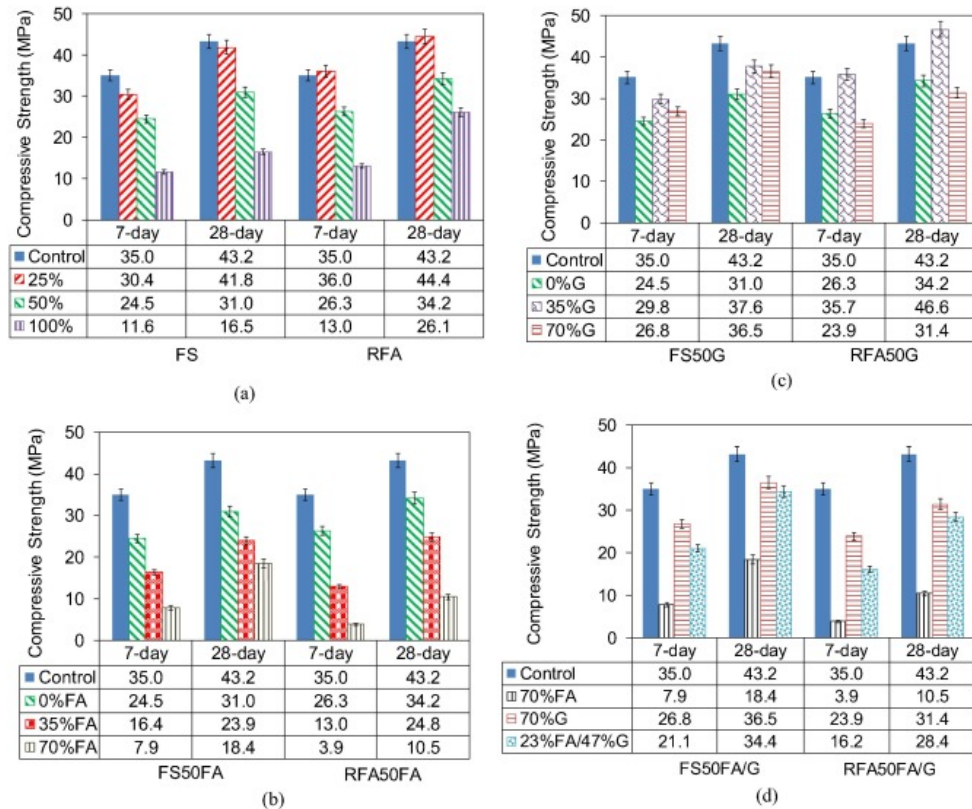 Compressive Strength (MPa)
50
40
30
20
10
0
7-day 28-day 7-day 28-day
Control 35.0 43.2 35.0 43.2
25% 30.4 41.8 36.0 44.4
50% 24.5 31.0 26.3 34.2
100% 11.6 16.5 13.0 26.1
FS RFA
(a)
Compressive Strength (MPa)
50
40
30
20
10
0
7-day 28-day 7-day 28-day
Control 35.0 43.2 35.0 43.2
0%G 24.5 31.0 26.3 34.2
35%G 29.8 37.6 35.7 46.6
70%G 26.8 36.5 23.9 31.4
FS50G RFA50G
(c)
Compressive Strength (MPa)
50
40
30
20
10
0
7-day 28-day 7-day 28-day
Control 35.0 43.2 35.0 43.2
0%FA 24.5 31.0 26.3 34.2
35%FA 16.4 23.9 13.0 24.8
70%FA 7.9 18.4 3.9 10.5
FS50FA RFA50FA
(b)
Compressive Strength (MPa)
50
40
30
20
10
0
7-day 28-day 7-day 28-day
Control 35.0 43.2 35.0 43.2
70%FA 7.9 18.4 3.9 10.5
70%G 26.8 36.5 23.9 31.4
23%FA/47%G 21.1 34.4 16.2 28.4
FS50FA/G RFA50FA/G
(d)